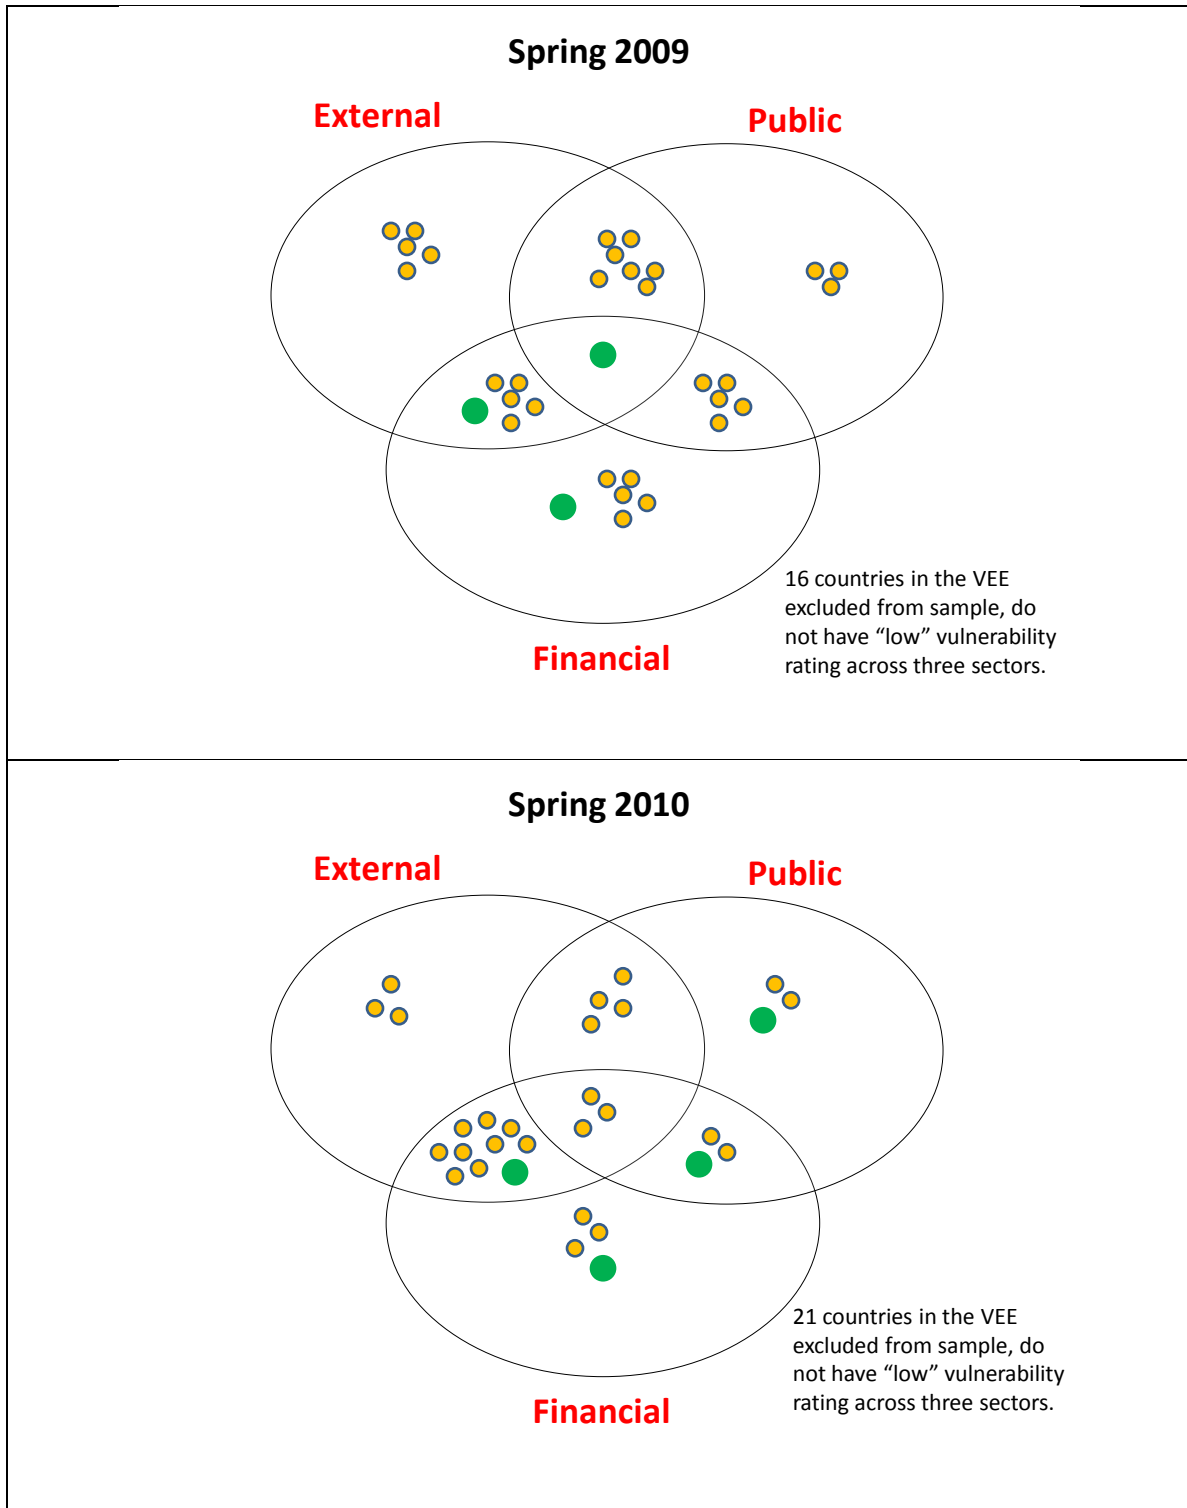 Spring 2009
External
Public
Financial
16 countries in the VEE
excluded from sample, do
not have “low” vulnerability
rating across three sectors.
Spring 2010
External
Public
Financial
21 countries in the VEE
excluded from sample, do
not have “low” vulnerability
rating across three sectors.